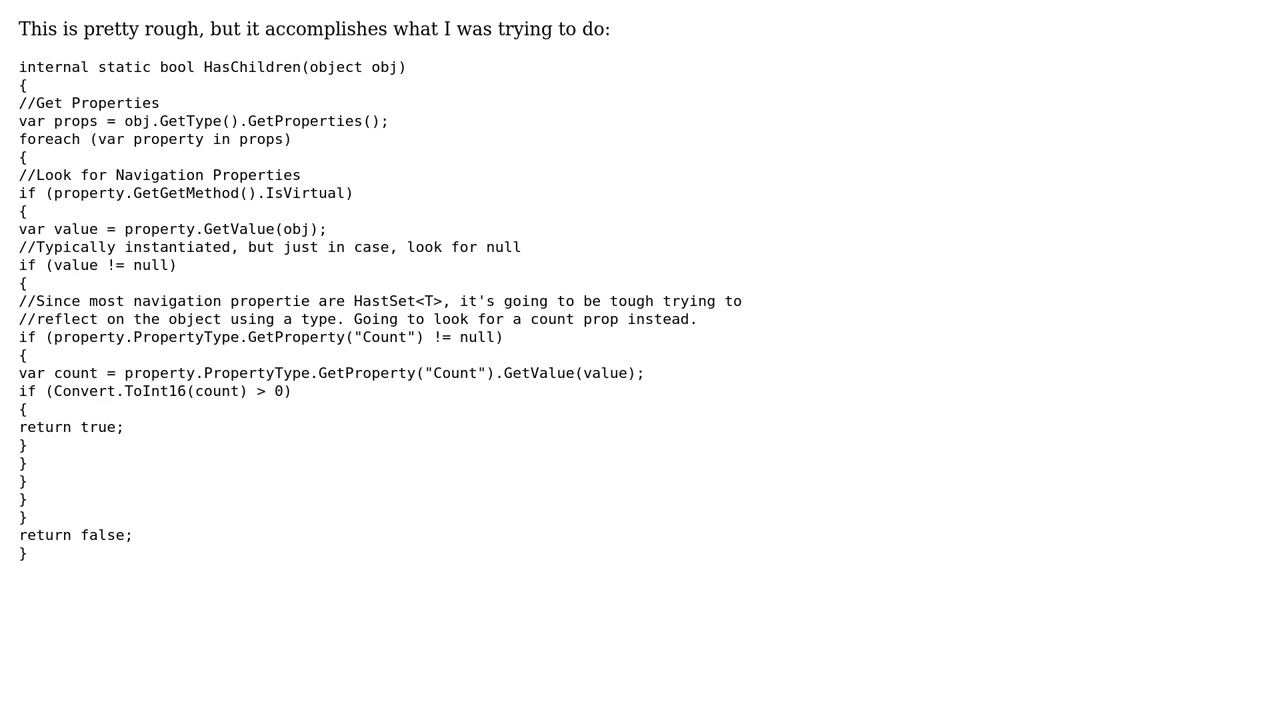 This is pretty rough, but it accomplishes what I was trying to do:
internal static bool HasChildren(object obj)
{
//Get Properties
var props = obj.GetType().GetProperties();
foreach (var property in props)
{
//Look for Navigation Properties
if (property.GetGetMethod().IsVirtual)
{
var value = property.GetValue(obj);
//Typically instantiated, but just in case, look for null
if (value != null)
{
//Since most navigation propertie are HastSet<T>, it's going to be tough trying to
//reflect on the object using a type. Going to look for a count prop instead.
if (property.PropertyType.GetProperty("Count") != null)
{
var count = property.PropertyType.GetProperty("Count").GetValue(value);
if (Convert.ToInt16(count) > 0)
{
return true;
}
}
}
}
}
return false;
}